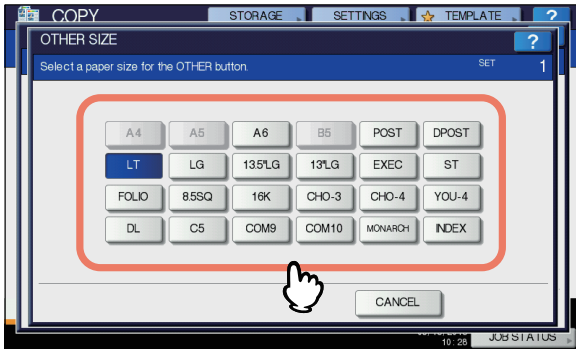 COPY STORAGE SETTINGS TEMPLATE ?
OTHER SIZE ?
Select a paper size for the OTHER button. SET 1
A4 A5 A6 B5 POST DPOST
LT LG 13.5"LG 13"LG EXEC ST
FOLIO 8.5SQ 16K CHO-3 CHO-4 YOU-4
DL C5 COM9 COM10 MONARCH INDEX
CANCEL
10:28 JOB STATUS